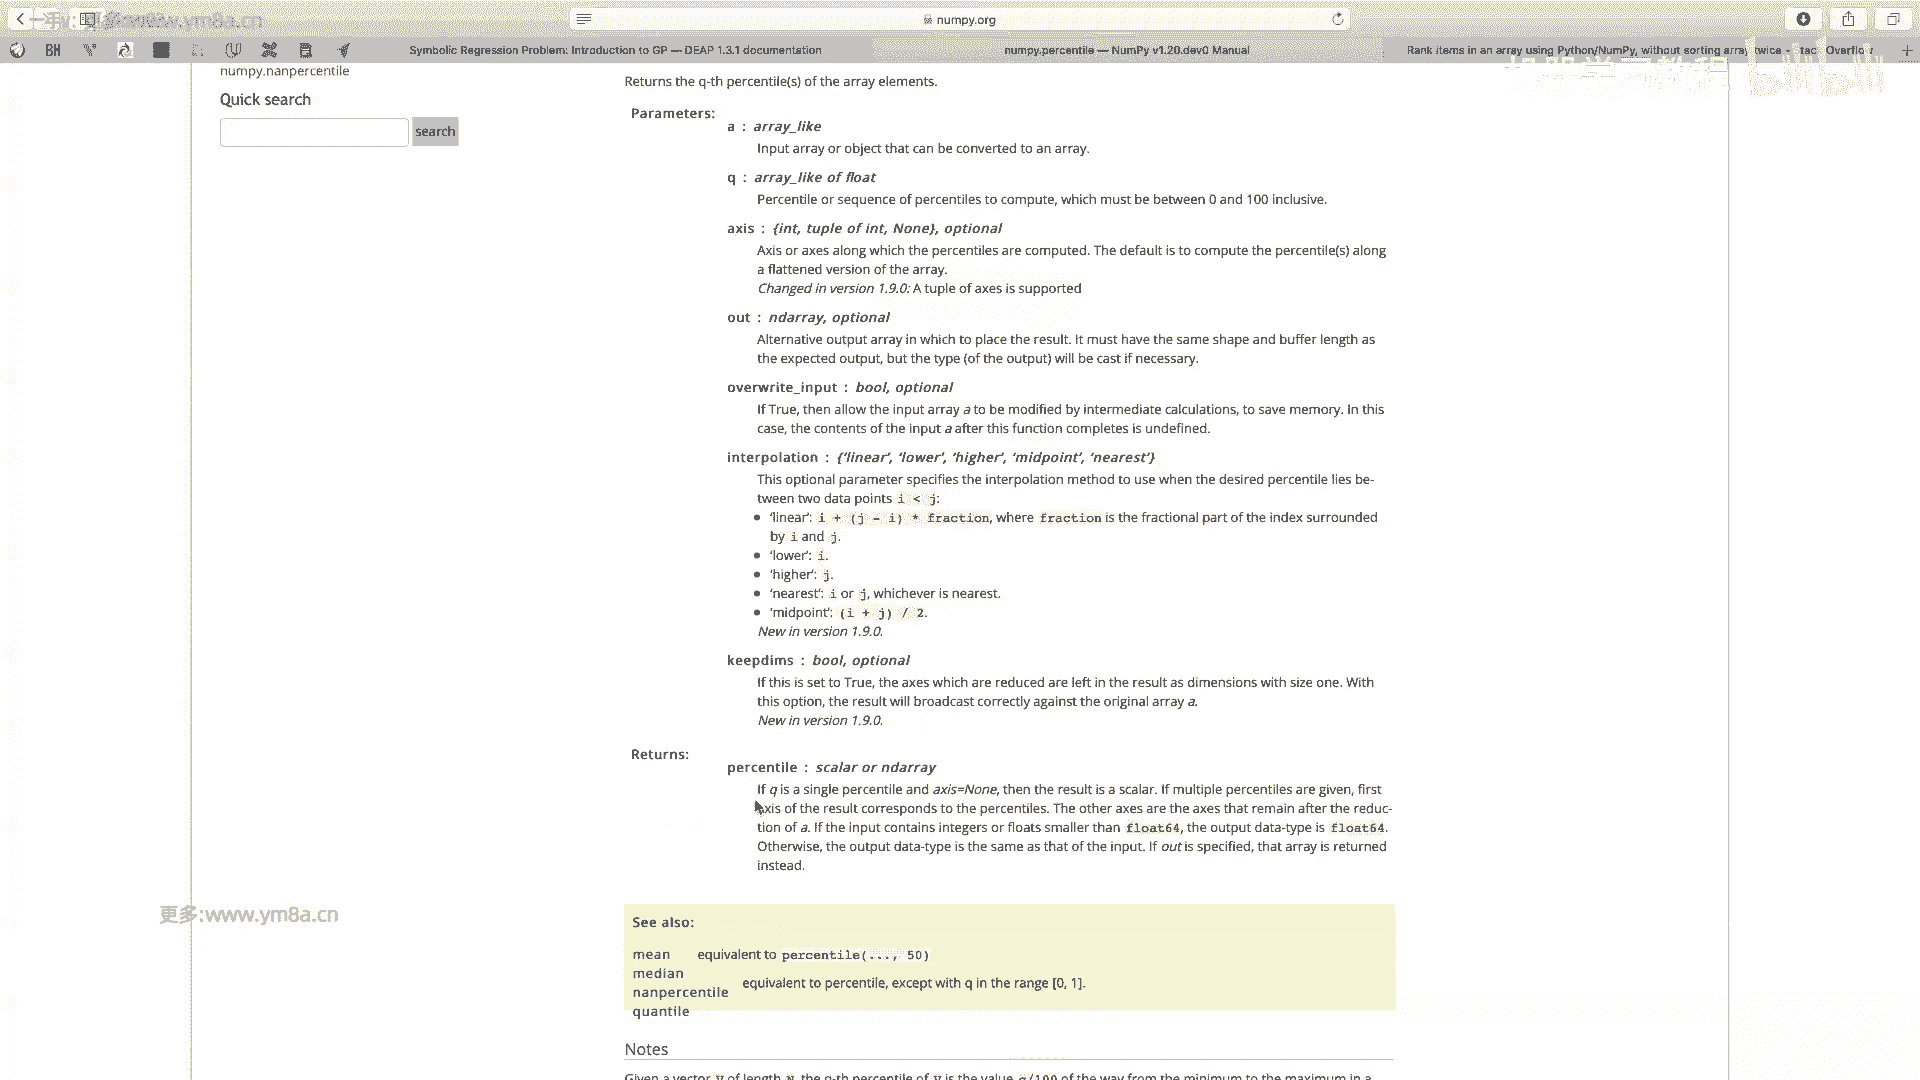 www.ym8a.cn
numpy.org
BH
Symbolic Regression Problem: Introduction to GP — DEAP 1.3.1 documentation
numpy.percentile — NumPy v1.20.dev0 Manual
Rank items in an array using Python/NumPy, without sorting array twice - Overflow
numpy.nanpercentile
Quick search
search
Returns the q-th percentile(s) of the array elements.
Parameters:
a : array_like
Input array or object that can be converted to an array.
q : array_like of float
Percentile or sequence of percentiles to compute, which must be between 0 and 100 inclusive.
axis : {int, tuple of int, None}, optional
Axis or axes along which the percentiles are computed. The default is to compute the percentile(s) along
a flattened version of the array.
Changed in version 1.9.0: A tuple of axes is supported
out : ndarray, optional
Alternative output array in which to place the result. It must have the same shape and buffer length as
the expected output, but the type (of the output) will be cast if necessary.
overwrite_input : bool, optional
If True, then allow the input array a to be modified by intermediate calculations, to save memory. In this
case, the contents of the input a after this function completes is undefined.
interpolation : {‘linear’, ‘lower’, ‘higher’, ‘midpoint’, ‘nearest’}
This optional parameter specifies the interpolation method to use when the desired percentile lies be-
tween two data points i < j:
• ‘linear’: i + (j - i) * fraction, where fraction is the fractional part of the index surrounded
by i and j.
• ‘lower’: i.
• ‘higher’: j.
• ‘nearest’: i or j, whichever is nearest.
• ‘midpoint’: (i + j) / 2.
New in version 1.9.0.
keepdims : bool, optional
If this is set to True, the axes which are reduced are left in the result as dimensions with size one. With
this option, the result will broadcast correctly against the original array a.
New in version 1.9.0.
Returns:
percentile : scalar or ndarray
If q is a single percentile and axis=None, then the result is a scalar. If multiple percentiles are given, first
axis of the result corresponds to the percentiles. The other axes are the axes that remain after the reduc-
tion of a. If the input contains integers or floats smaller than float64, the output data-type is float64.
Otherwise, the output data-type is the same as that of the input. If out is specified, that array is returned
instead.
更多:www.ym8a.cn
See also:
mean equivalent to percentile(..., 50)
median
nanpercentile equivalent to percentile, except with q in the range [0, 1].
quantile
Notes
Given a vector V of length N, the q-th percentile of V is the value q/100 of the way from the minimum to the maximum in a